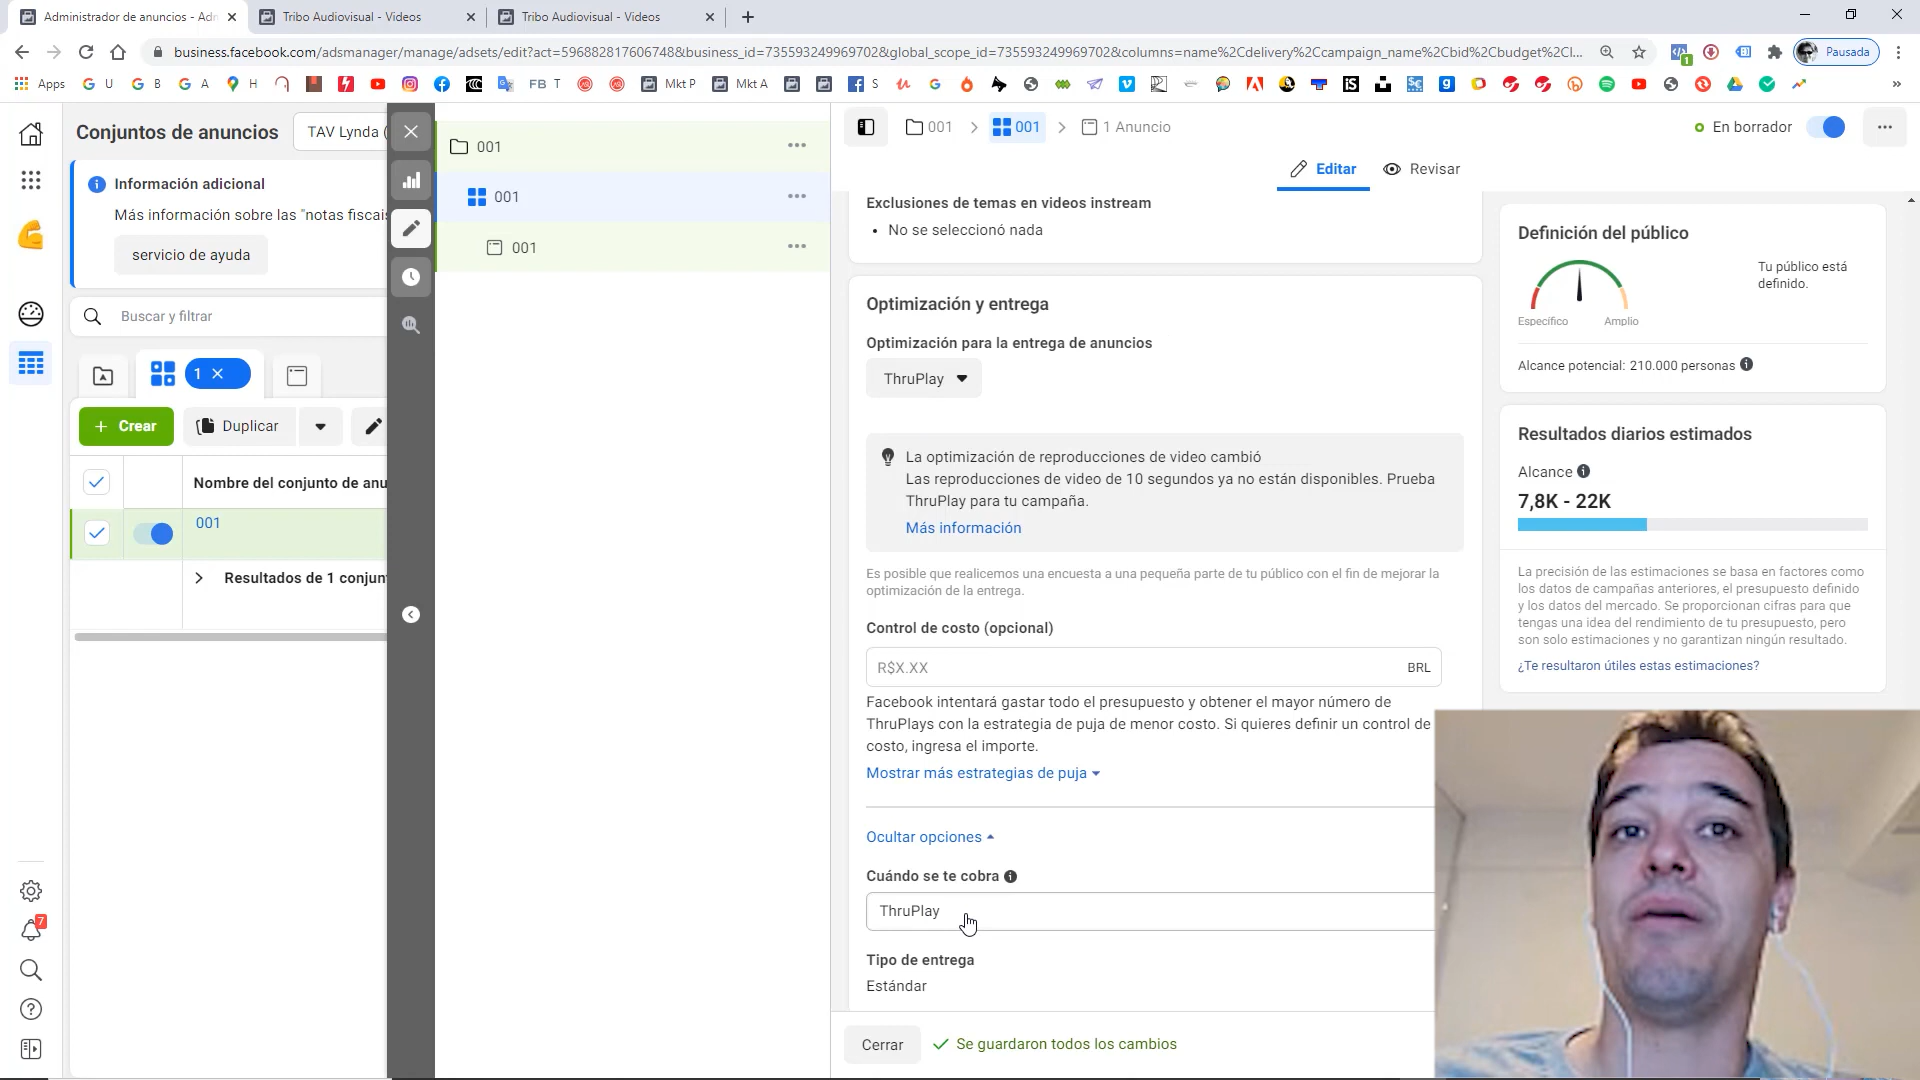 Administrador de anuncios - Adm
Tribo Audiovisual - Videos
Tribo Audiovisual - Videos
business.facebook.com/adsmanager/manage/adsets/edit?act=596882817606748&business_id=735593249969702&global_scope_id=735593249969702&columns=name%2Cdelivery%2Ccampaign_name%2Cbid%2Cbudget%2Cl...
1
Pausada
Apps
U
B
A
H
FB T
Mkt P
Mkt A
S
Conjuntos de anuncios
TAV Lynda (
Información adicional
Más información sobre las "notas fiscais
servicio de ayuda
Buscar y filtrar
1
Crear
Duplicar
Nombre del conjunto de anu
001
Resultados de 1 conjunt
7
001
001
001
001
001
1 Anuncio
En borrador
Editar
Revisar
Exclusiones de temas en videos instream
• No se seleccionó nada
Optimización y entrega
Optimización para la entrega de anuncios
ThruPlay
La optimización de reproducciones de video cambió
Las reproducciones de video de 10 segundos ya no están disponibles. Prueba
ThruPlay para tu campaña.
Más información
Es posible que realicemos una encuesta a una pequeña parte de tu público con el fin de mejorar la
optimización de la entrega.
Control de costo (opcional)
R$X.XX
BRL
Facebook intentará gastar todo el presupuesto y obtener el mayor número de
ThruPlays con la estrategia de puja de menor costo. Si quieres definir un control de
costo, ingresa el importe.
Mostrar más estrategias de puja
Ocultar opciones
Cuándo se te cobra
ThruPlay
Tipo de entrega
Estándar
Cerrar
Se guardaron todos los cambios
Definición del público
Tu público está
definido.
Específico
Amplio
Alcance potencial: 210.000 personas
Resultados diarios estimados
Alcance
7,8K - 22K
La precisión de las estimaciones se basa en factores como
los datos de campañas anteriores, el presupuesto definido
y los datos del mercado. Se proporcionan cifras para que
tengas una idea del rendimiento de tu presupuesto, pero
son solo estimaciones y no garantizan ningún resultado.
¿Te resultaron útiles estas estimaciones?